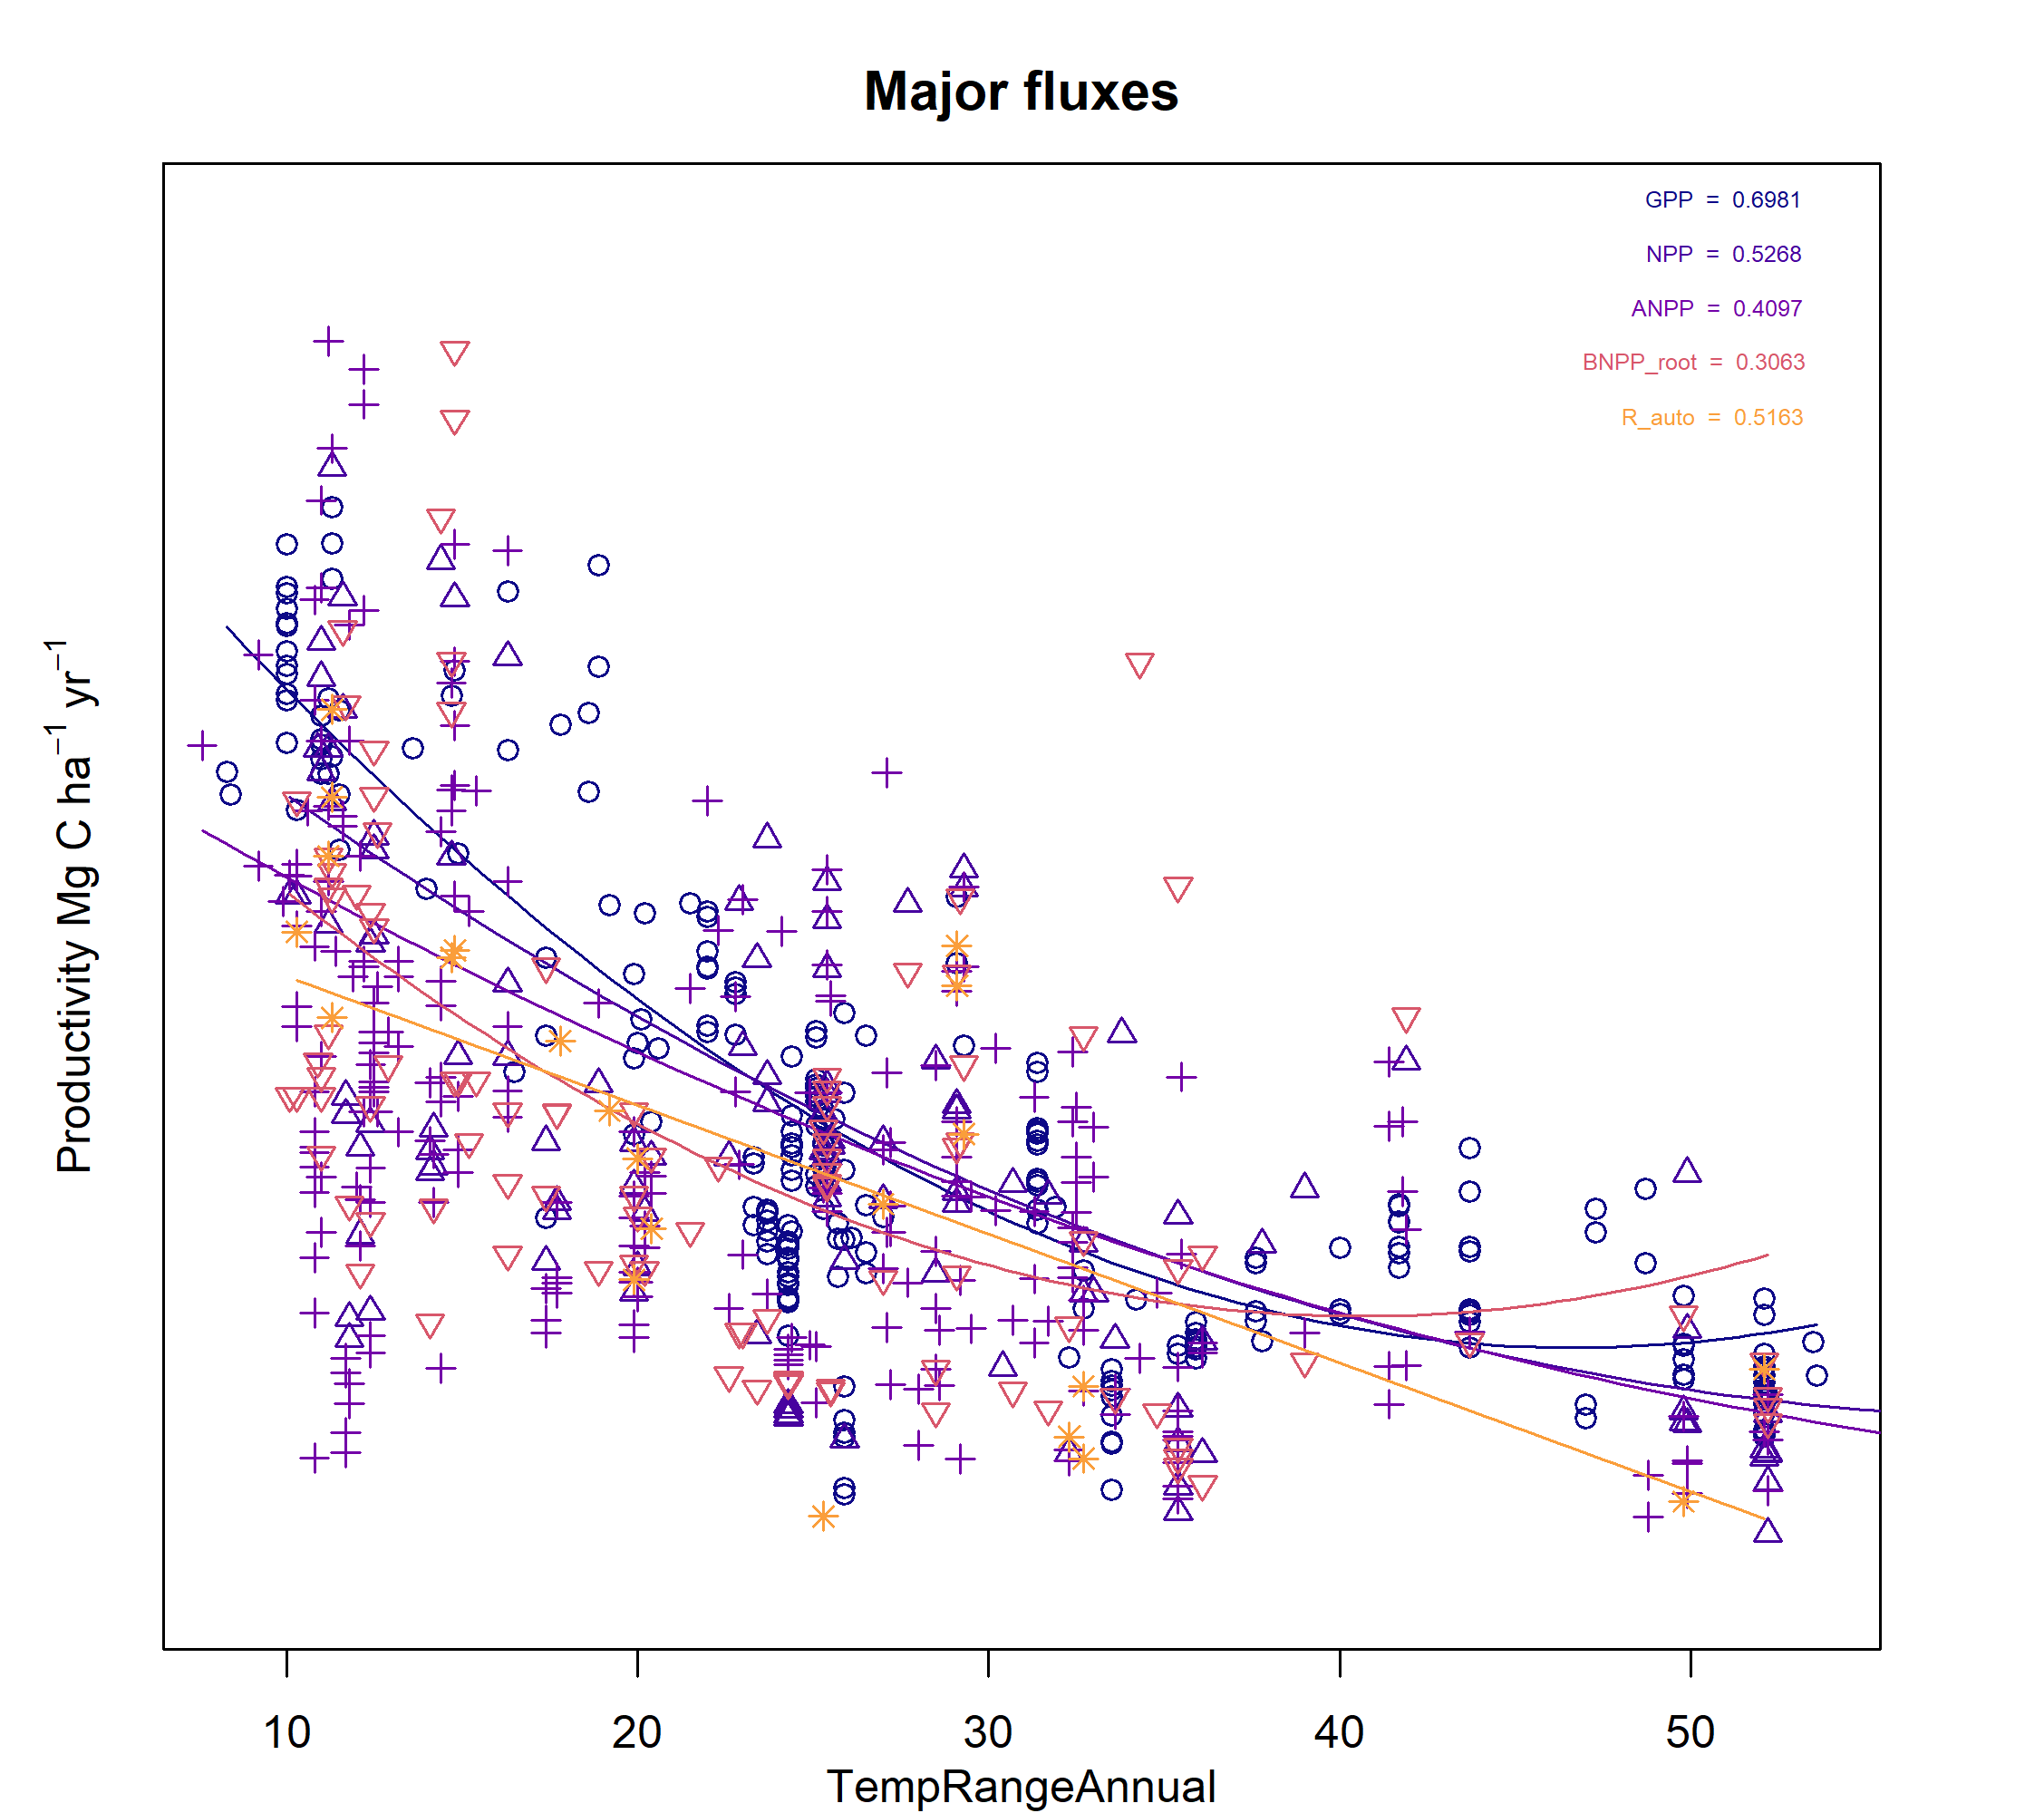 Major fluxes
GPP = 0.6981
NPP = 0.5268
ANPP = 0.4097
BNPP_root = 0.3063
R_auto = 0.5163
Productivity Mg C ha⁻¹ yr⁻¹
10 20 30 40 50
TempRangeAnnual